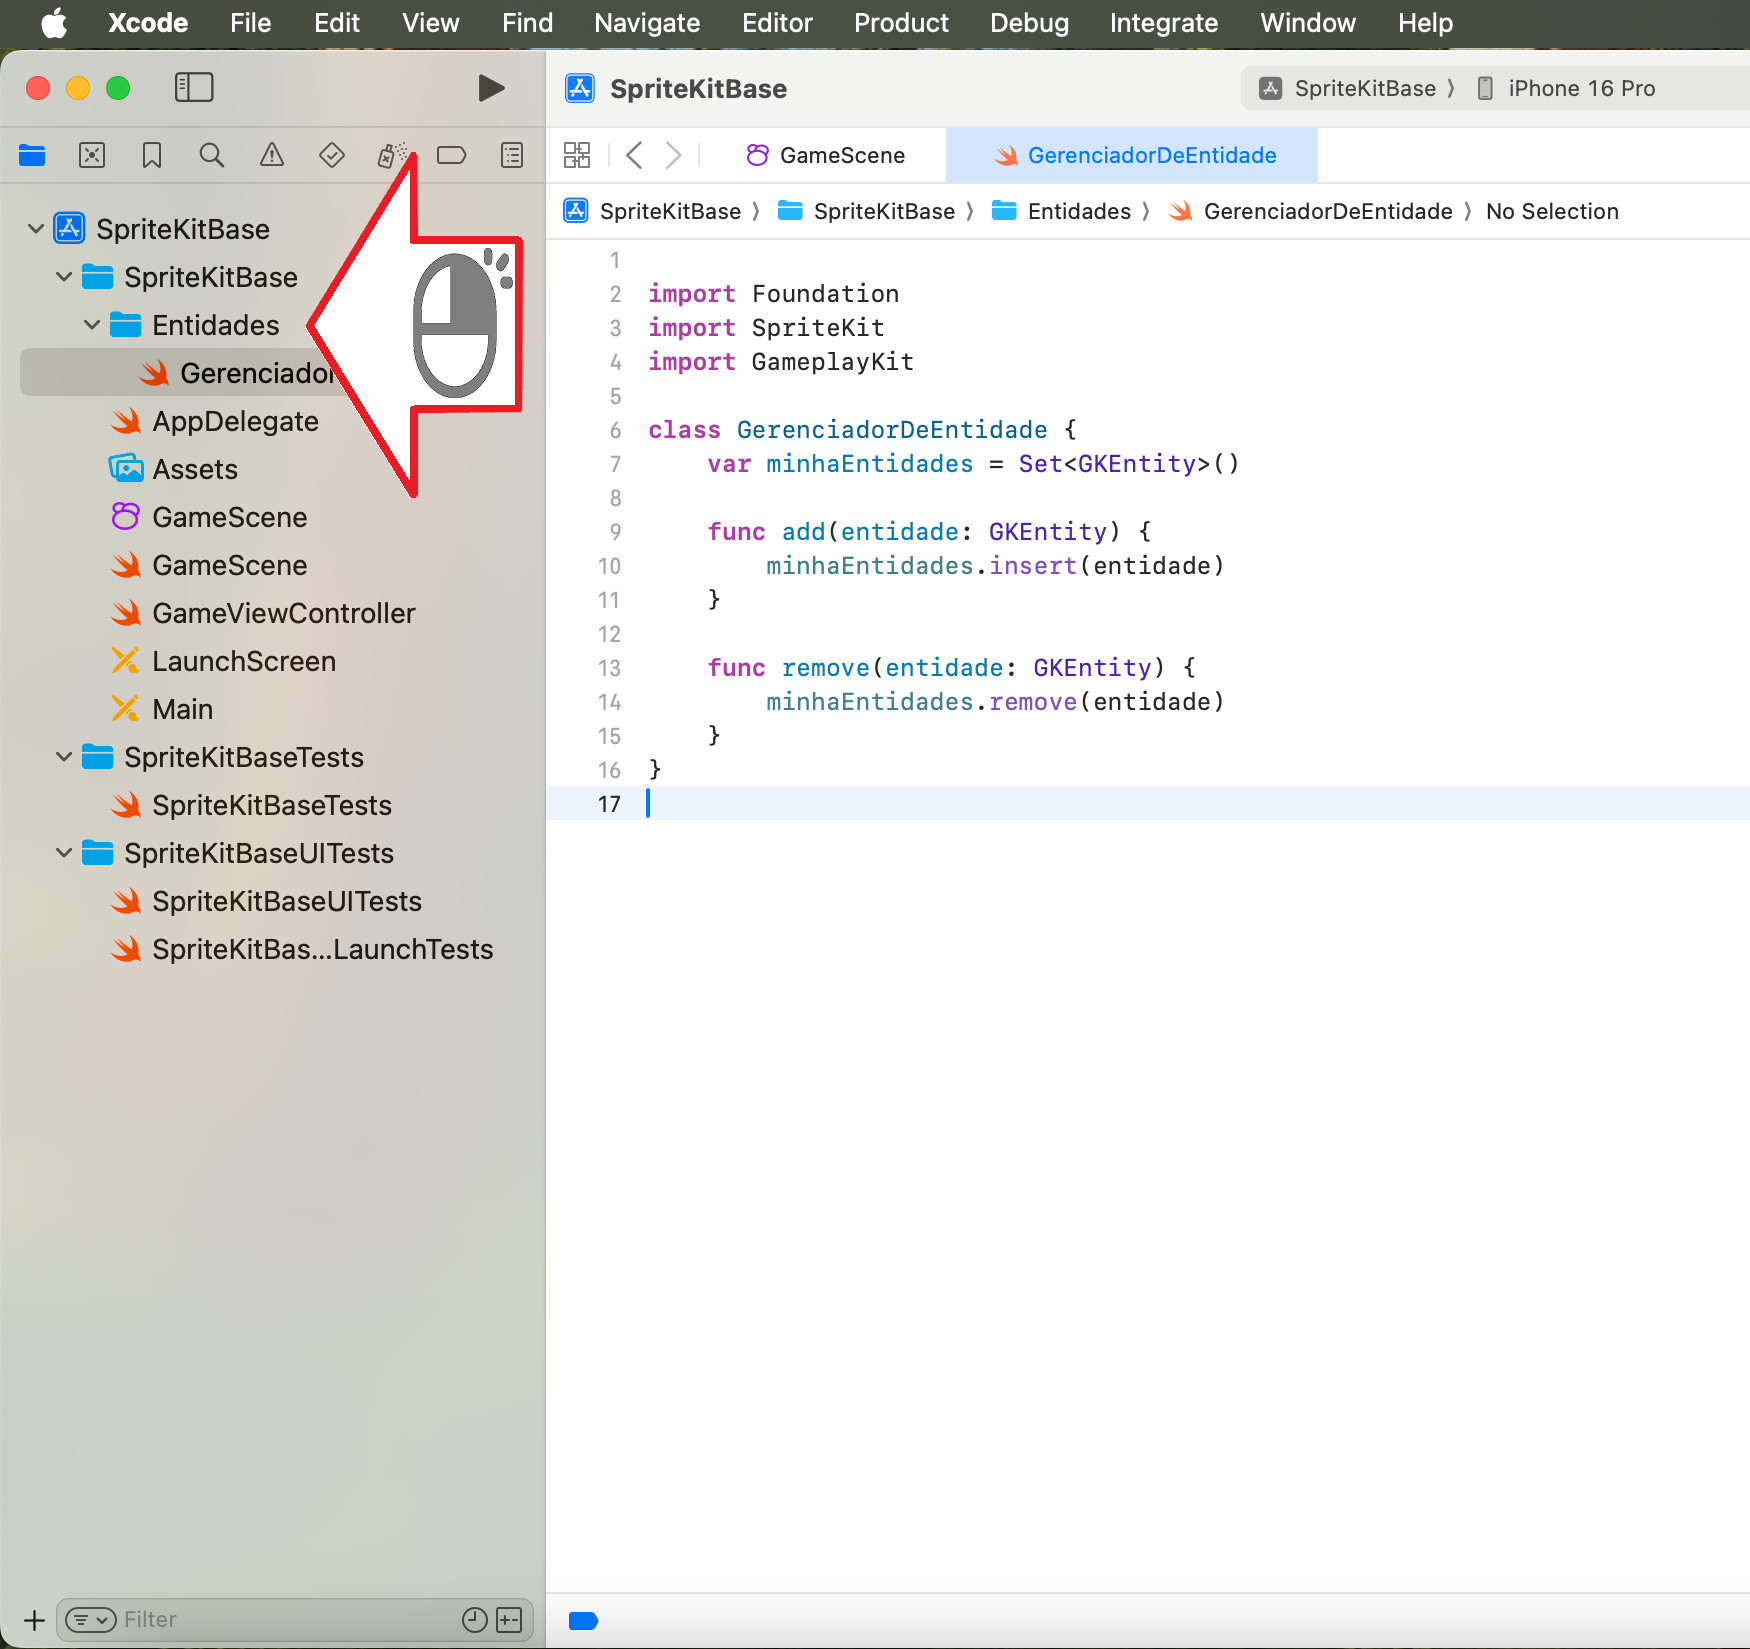 Xcode File Edit View Find Navigate Editor Product Debug Integrate Window Help
SpriteKitBase
SpriteKitBase 〉 iPhone 16 Pro
GameScene
GerenciadorDeEntidade
SpriteKitBase 〉 SpriteKitBase 〉 Entidades 〉 GerenciadorDeEntidade 〉 No Selection
SpriteKitBase
SpriteKitBase
Entidades
Gerenciador
AppDelegate
Assets
GameScene
GameScene
GameViewController
LaunchScreen
Main
SpriteKitBaseTests
SpriteKitBaseTests
SpriteKitBaseUITests
SpriteKitBaseUITests
SpriteKitBas...LaunchTests
Filter
1
2 import Foundation
3 import SpriteKit
4 import GameplayKit
5
6 class GerenciadorDeEntidade {
7     var minhaEntidades = Set<GKEntity>()
8
9     func add(entidade: GKEntity) {
10         minhaEntidades.insert(entidade)
11     }
12
13     func remove(entidade: GKEntity) {
14         minhaEntidades.remove(entidade)
15     }
16 }
17